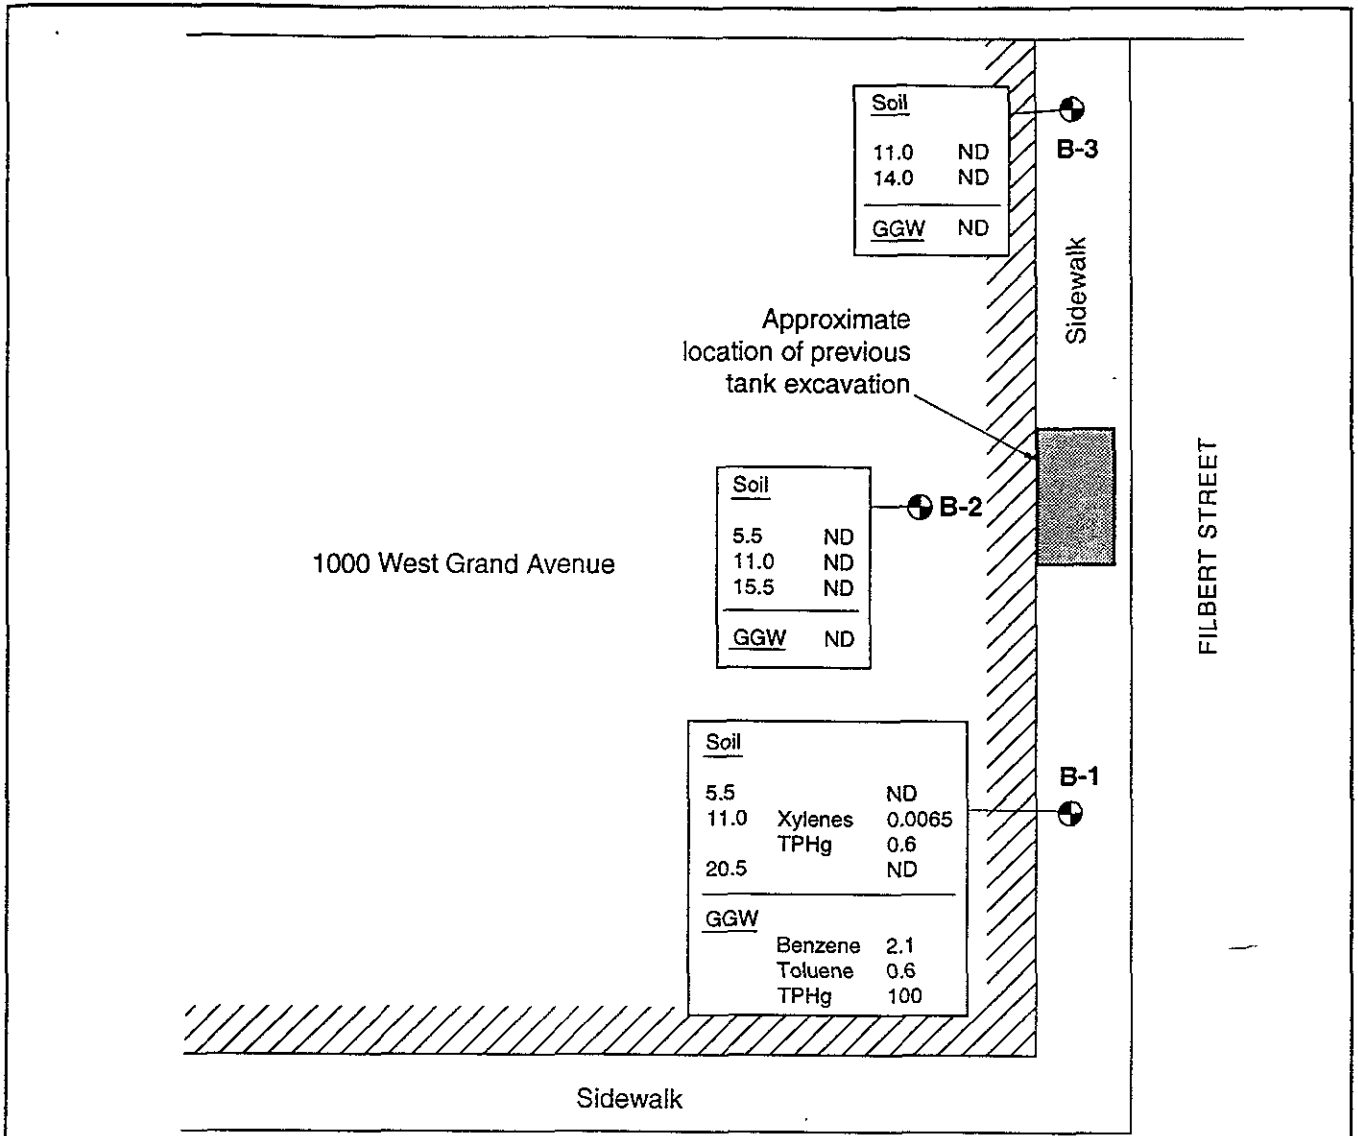 Soil
11.0 ND
14.0 ND
GGW ND
B-3
Sidewalk
Approximate
location of previous
tank excavation
Soil
5.5 ND
11.0 ND
15.5 ND
GGW ND
B-2
1000 West Grand Avenue
FILBERT STREET
Soil
5.5 ND
11.0 Xylenes 0.0065
TPHg 0.6
20.5 ND
GGW
Benzene 2.1
Toluene 0.6
TPHg 100
B-1
Sidewalk